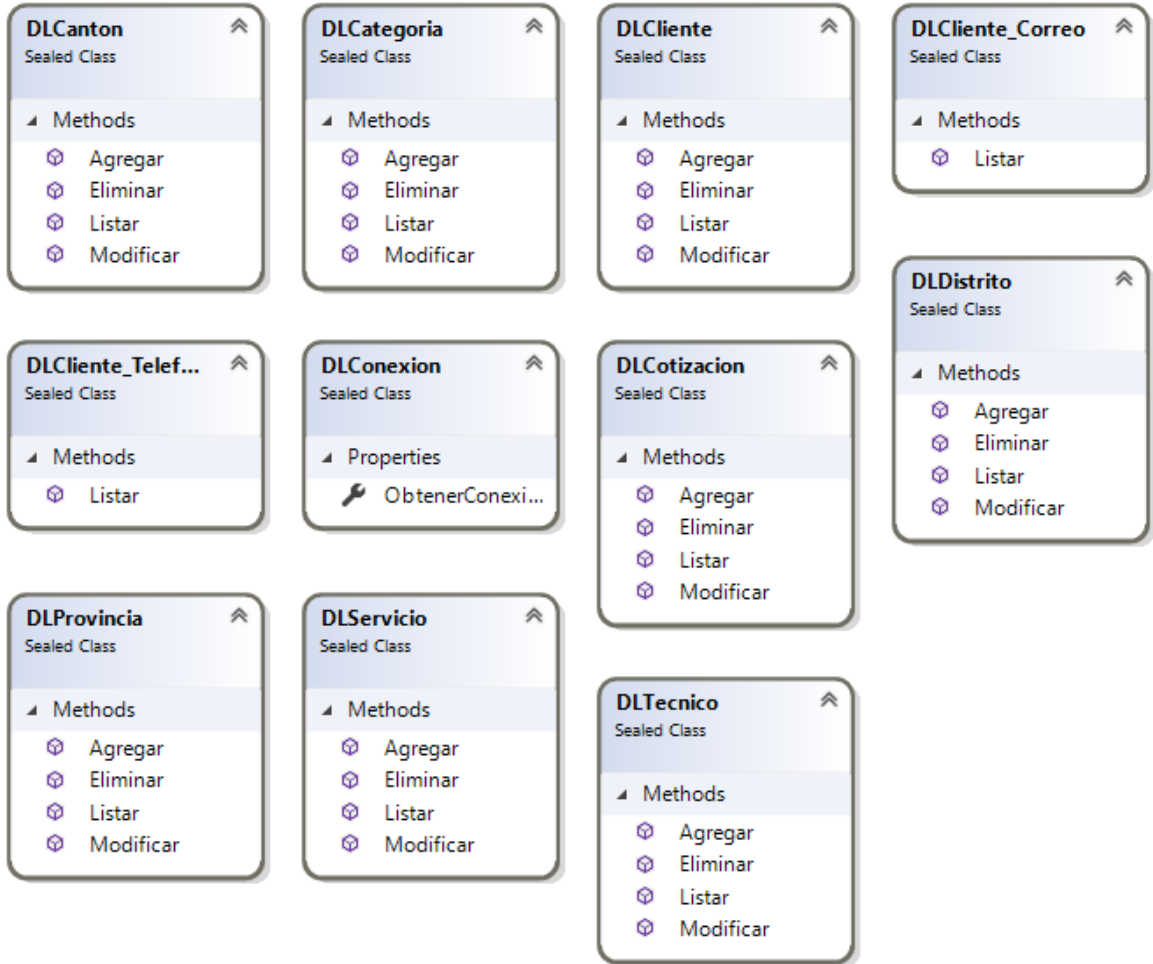 DLCanton
Sealed Class
Methods
Agregar
Eliminar
Listar
Modificar
DLCategoria
Sealed Class
Methods
Agregar
Eliminar
Listar
Modificar
DLCliente
Sealed Class
Methods
Agregar
Eliminar
Listar
Modificar
DLCliente_Correo
Sealed Class
Methods
Listar
DLCliente_Telef...
Sealed Class
Methods
Listar
DLConexion
Sealed Class
Properties
ObtenerConexi...
DLCotizacion
Sealed Class
Methods
Agregar
Eliminar
Listar
Modificar
DLDistrito
Sealed Class
Methods
Agregar
Eliminar
Listar
Modificar
DLProvincia
Sealed Class
Methods
Agregar
Eliminar
Listar
Modificar
DLServicio
Sealed Class
Methods
Agregar
Eliminar
Listar
Modificar
DLTecnico
Sealed Class
Methods
Agregar
Eliminar
Listar
Modificar